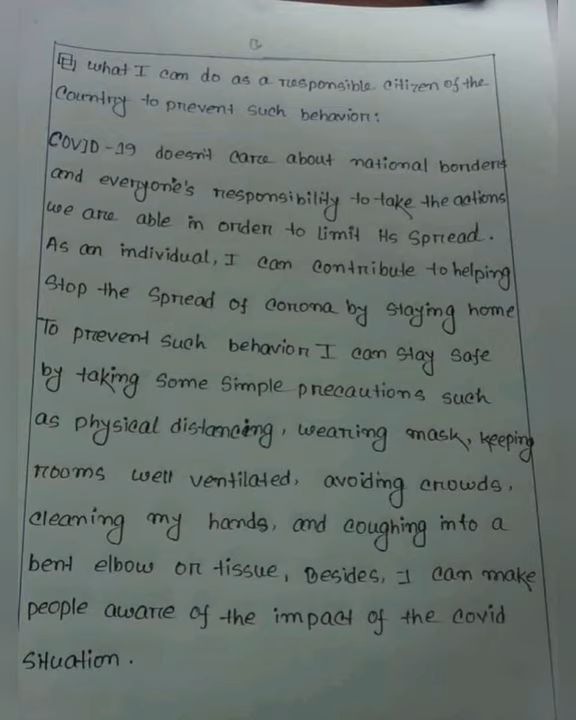 what I can do as a responsible citizen of the
Country to prevent such behavior:
COVID-19 doesn't care about national borders
and everyone's responsibility to take the actions
we are able in order to limit its spread.
As an individual, I can contribute to helping
Stop the spread of corona by staying home
To prevent such behavior I can stay safe
by taking some simple precautions such
as physical distancing, wearing mask, keeping
rooms well ventilated, avoiding crowds,
cleaning my hands, and coughing into a
bent elbow or tissue, Besides, I can make
people aware of the impact of the covid
situation.